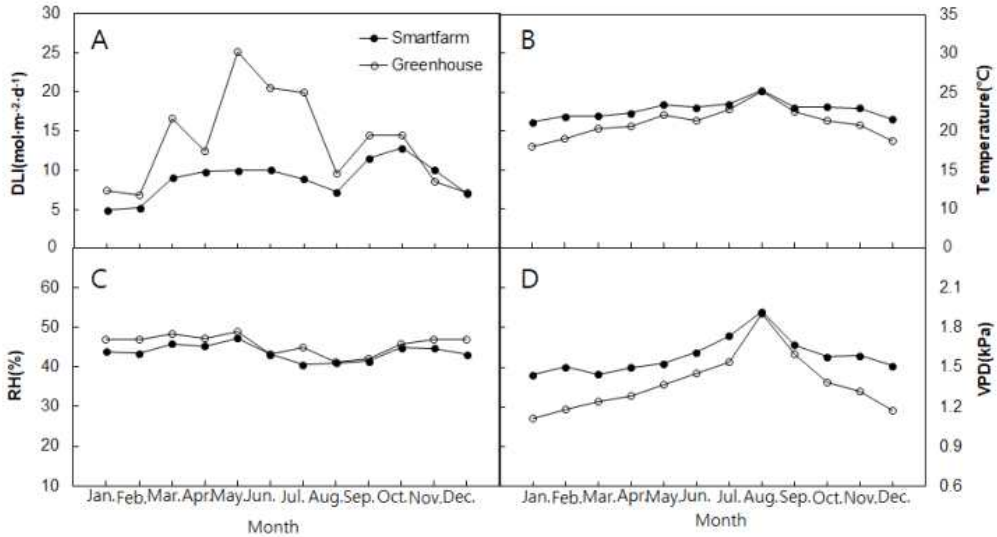 A
Smartfarm
Greenhouse
DLI(mol·m⁻²·d⁻¹)
30
25
20
15
10
5
0
B
Temperature(°C)
35
30
25
20
15
10
0
C
RH(%)
60
50
40
30
20
10
Jan. Feb. Mar. Apr. May. Jun. Jul. Aug. Sep. Oct. Nov. Dec.
Month
D
VPD(kPa)
2.1
1.8
1.5
1.2
0.9
0.6
Jan. Feb. Mar. Apr. May. Jun. Jul. Aug. Sep. Oct. Nov. Dec.
Month